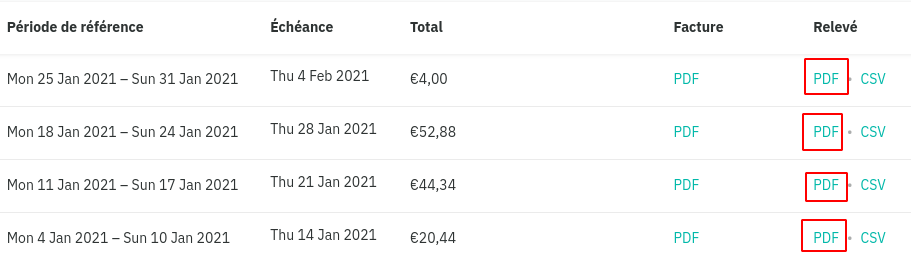 Période de référence Échéance Total Facture Relevé
Mon 25 Jan 2021 – Sun 31 Jan 2021 Thu 4 Feb 2021 €4,00 PDF PDF • CSV
Mon 18 Jan 2021 – Sun 24 Jan 2021 Thu 28 Jan 2021 €52,88 PDF PDF • CSV
Mon 11 Jan 2021 – Sun 17 Jan 2021 Thu 21 Jan 2021 €44,34 PDF PDF • CSV
Mon 4 Jan 2021 – Sun 10 Jan 2021 Thu 14 Jan 2021 €20,44 PDF PDF • CSV